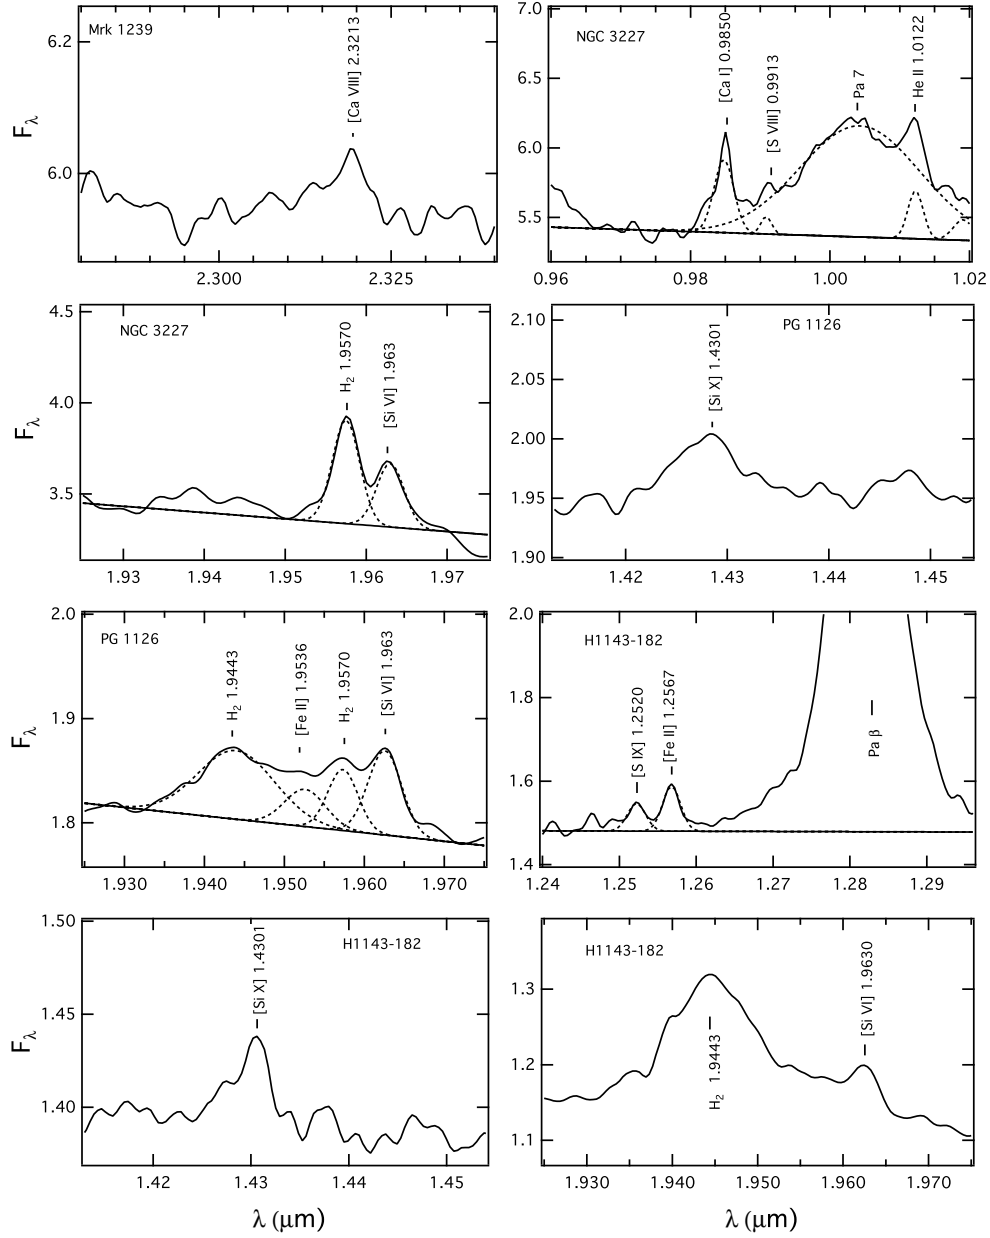 Mrk 1239
[Ca VIII] 2.3213
6.2
6.0
Fλ
2.300 2.325
NGC 3227
[Ca I] 0.9850
[S VIII] 0.9913
Pa 7
He II 1.0122
7.0
6.5
6.0
5.5
0.96 0.98 1.00 1.02
NGC 3227
H2 1.9570
[Si VI] 1.963
4.5
4.0
3.5
Fλ
1.93 1.94 1.95 1.96 1.97
PG 1126
[Si X] 1.4301
2.10
2.05
2.00
1.95
1.90
1.42 1.43 1.44 1.45
PG 1126
H2 1.9443
[Fe II] 1.9536
H2 1.9570
[Si VI] 1.963
2.0
1.9
1.8
Fλ
1.930 1.940 1.950 1.960 1.970
H1143-182
[S IX] 1.2520
[Fe II] 1.2567
Pa β
2.0
1.8
1.6
1.4
1.24 1.25 1.26 1.27 1.28 1.29
H1143-182
[Si X] 1.4301
1.50
1.45
1.40
Fλ
1.42 1.43 1.44 1.45
λ (μm)
H1143-182
H2 1.9443
[Si VI] 1.9630
1.3
1.2
1.1
1.930 1.940 1.950 1.960 1.970
λ (μm)